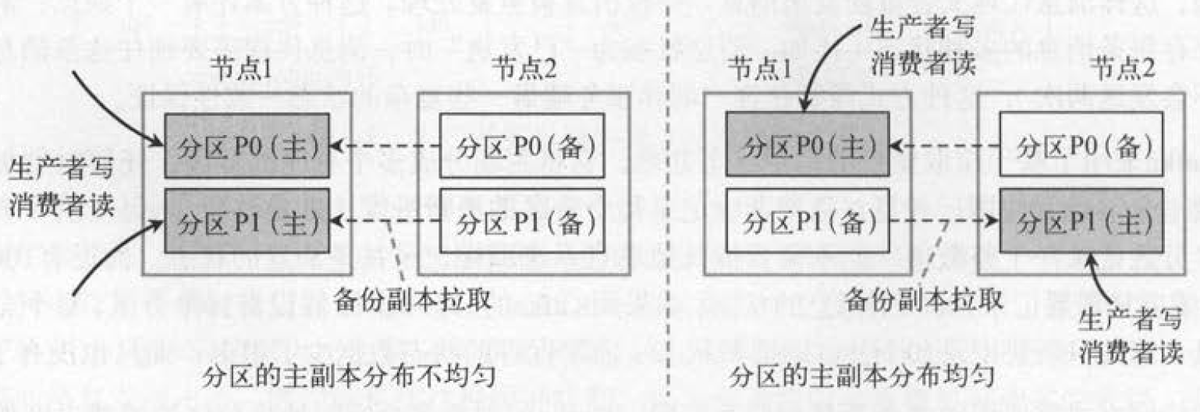 节点1
节点2
分区P0(主)
分区P0(备)
生产者写
消费者读
分区P1(主)
分区P1(备)
备份副本拉取
分区的主副本分布不均匀
生产者写
消费者读
节点1
节点2
分区P0(主)
分区P0(备)
分区P1(备)
分区P1(主)
备份副本拉取
生产者写
消费者读
分区的主副本分布均匀